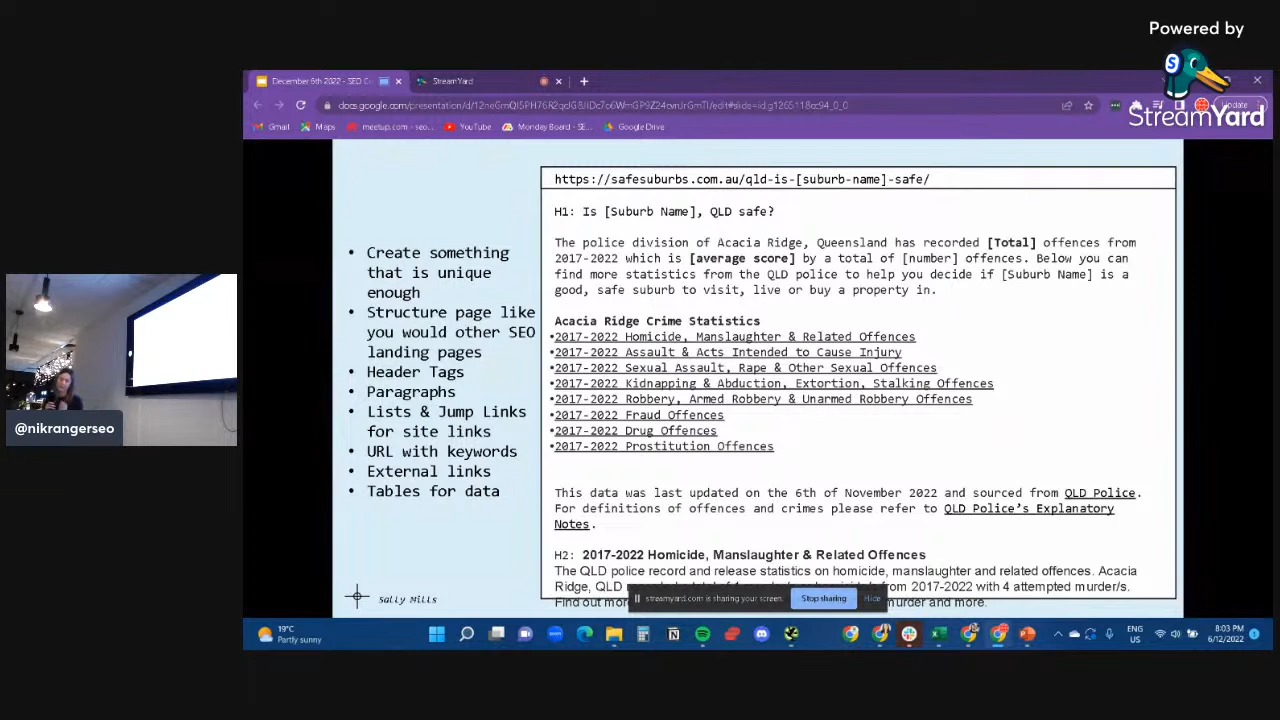 Powered by
StreamYard
December 6th 2022 - SEO C
StreamYard
Update
Gmail
Maps
meetup.com - seo...
YouTube
Monday Board - SE...
Google Drive
https://safesuburbs.com.au/qld-is-[suburb-name]-safe/
H1: Is [Suburb Name], QLD safe?
The police division of Acacia Ridge, Queensland has recorded [Total] offences from
2017-2022 which is [average score] by a total of [number] offences. Below you can
find more statistics from the QLD police to help you decide if [Suburb Name] is a
good, safe suburb to visit, live or buy a property in.
Acacia Ridge Crime Statistics
•2017-2022 Homicide, Manslaughter & Related Offences
•2017-2022 Assault & Acts Intended to Cause Injury
•2017-2022 Sexual Assault, Rape & Other Sexual Offences
•2017-2022 Kidnapping & Abduction, Extortion, Stalking Offences
•2017-2022 Robbery, Armed Robbery & Unarmed Robbery Offences
•2017-2022 Fraud Offences
•2017-2022 Drug Offences
•2017-2022 Prostitution Offences
This data was last updated on the 6th of November 2022 and sourced from QLD Police.
For definitions of offences and crimes please refer to QLD Police's Explanatory
Notes.
H2: 2017-2022 Homicide, Manslaughter & Related Offences
The QLD police record and release statistics on homicide, manslaughter and related offences. Acacia
Ridge, QLD from 2017-2022 with 4 attempted murder/s.
Find out more murder and more.
• Create something
that is unique
enough
• Structure page like
you would other SEO
landing pages
• Header Tags
• Paragraphs
• Lists & Jump Links
for site links
• URL with keywords
• External links
• Tables for data
Sally Mills
streamyard.com is sharing your screen.
Stop sharing
Hide
@nikrangerseo
19°C
Partly sunny
ENG
US
8:03 PM
6/12/2022